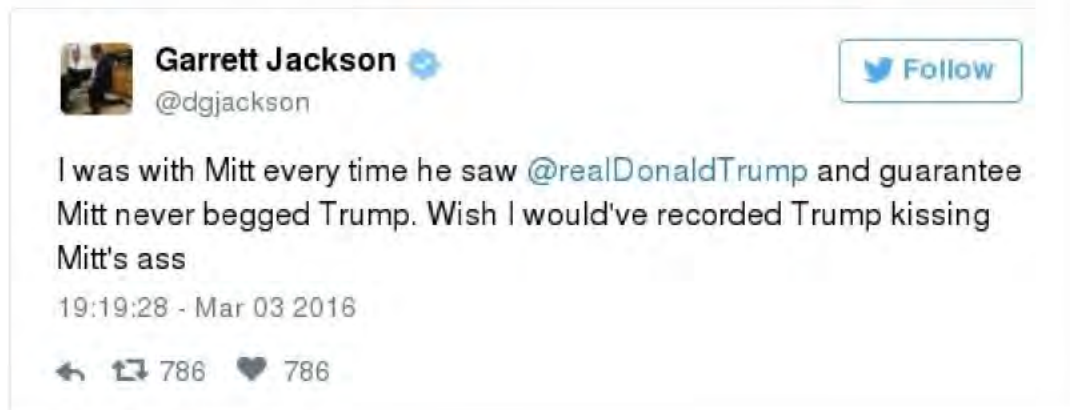 Garrett Jackson
Follow
@dgjackson
I was with Mitt every time he saw @realDonaldTrump and guarantee
Mitt never begged Trump. Wish I would've recorded Trump kissing
Mitt's ass
19:19:28 - Mar 03 2016
786 786